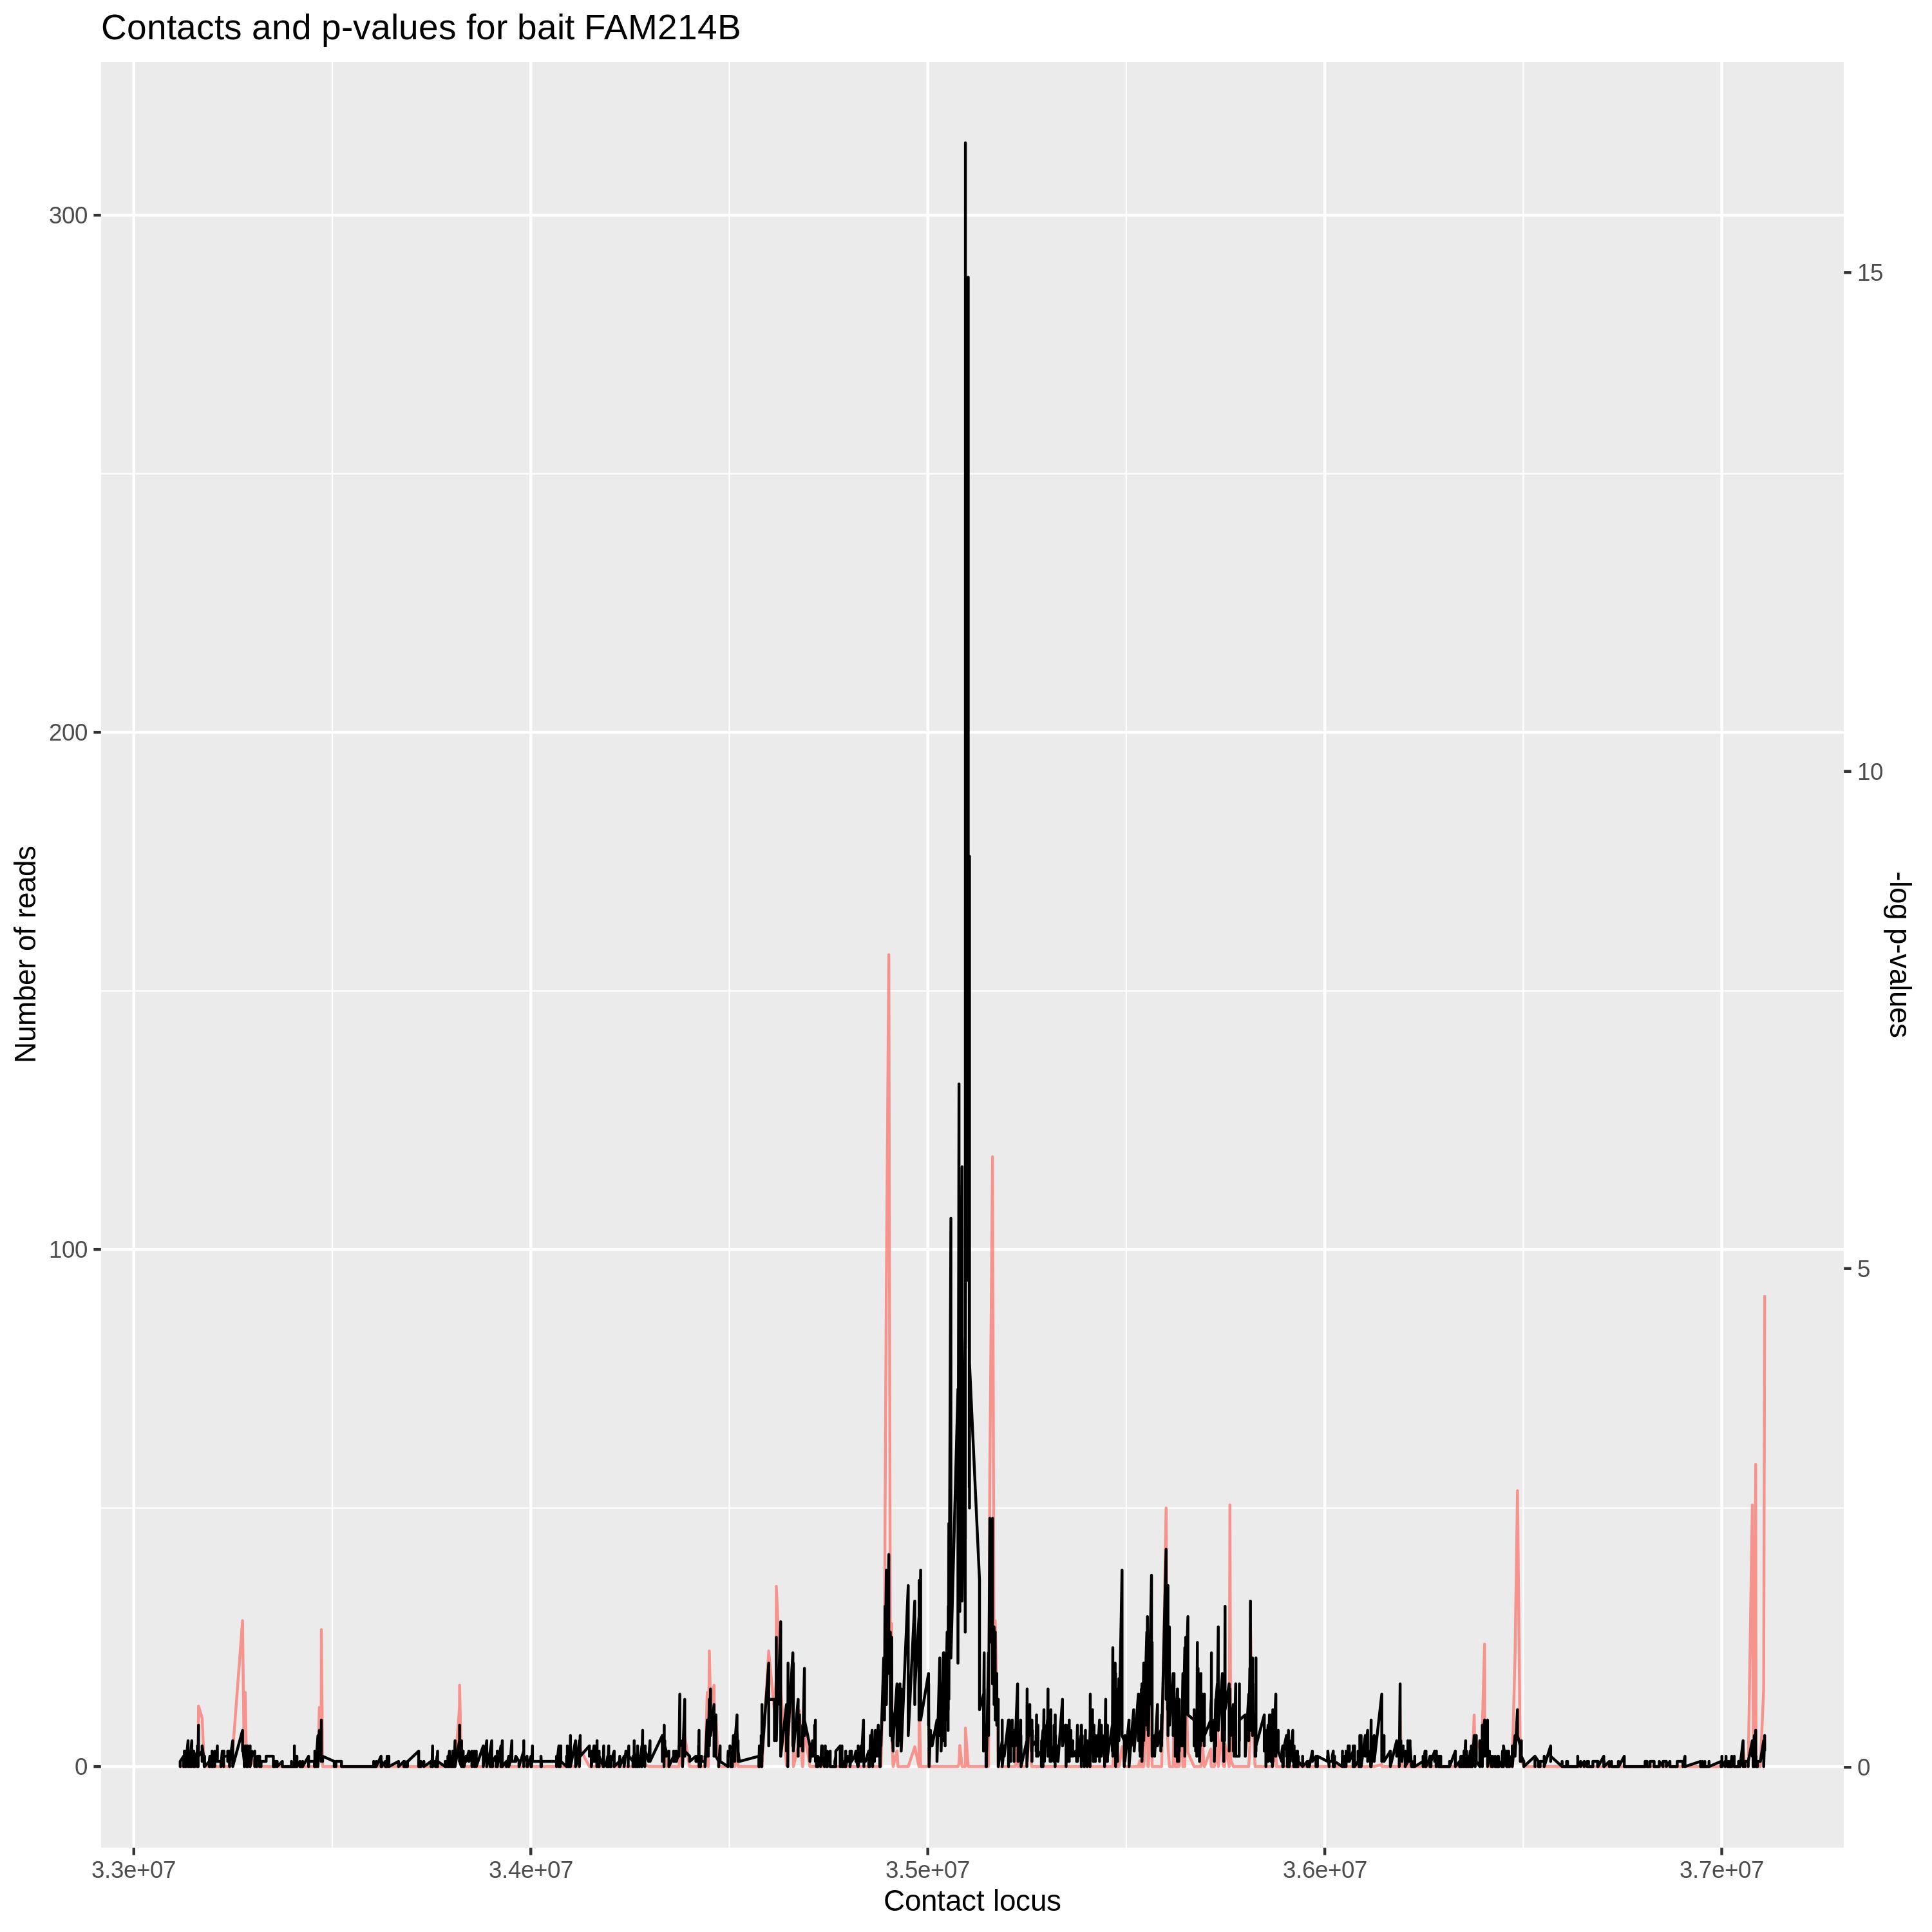 Contacts and p-values for bait FAM214B
300
200
100
0
15
10
5
0
Number of reads
-log p-values
3.3e+07
3.4e+07
3.5e+07
3.6e+07
3.7e+07
Contact locus